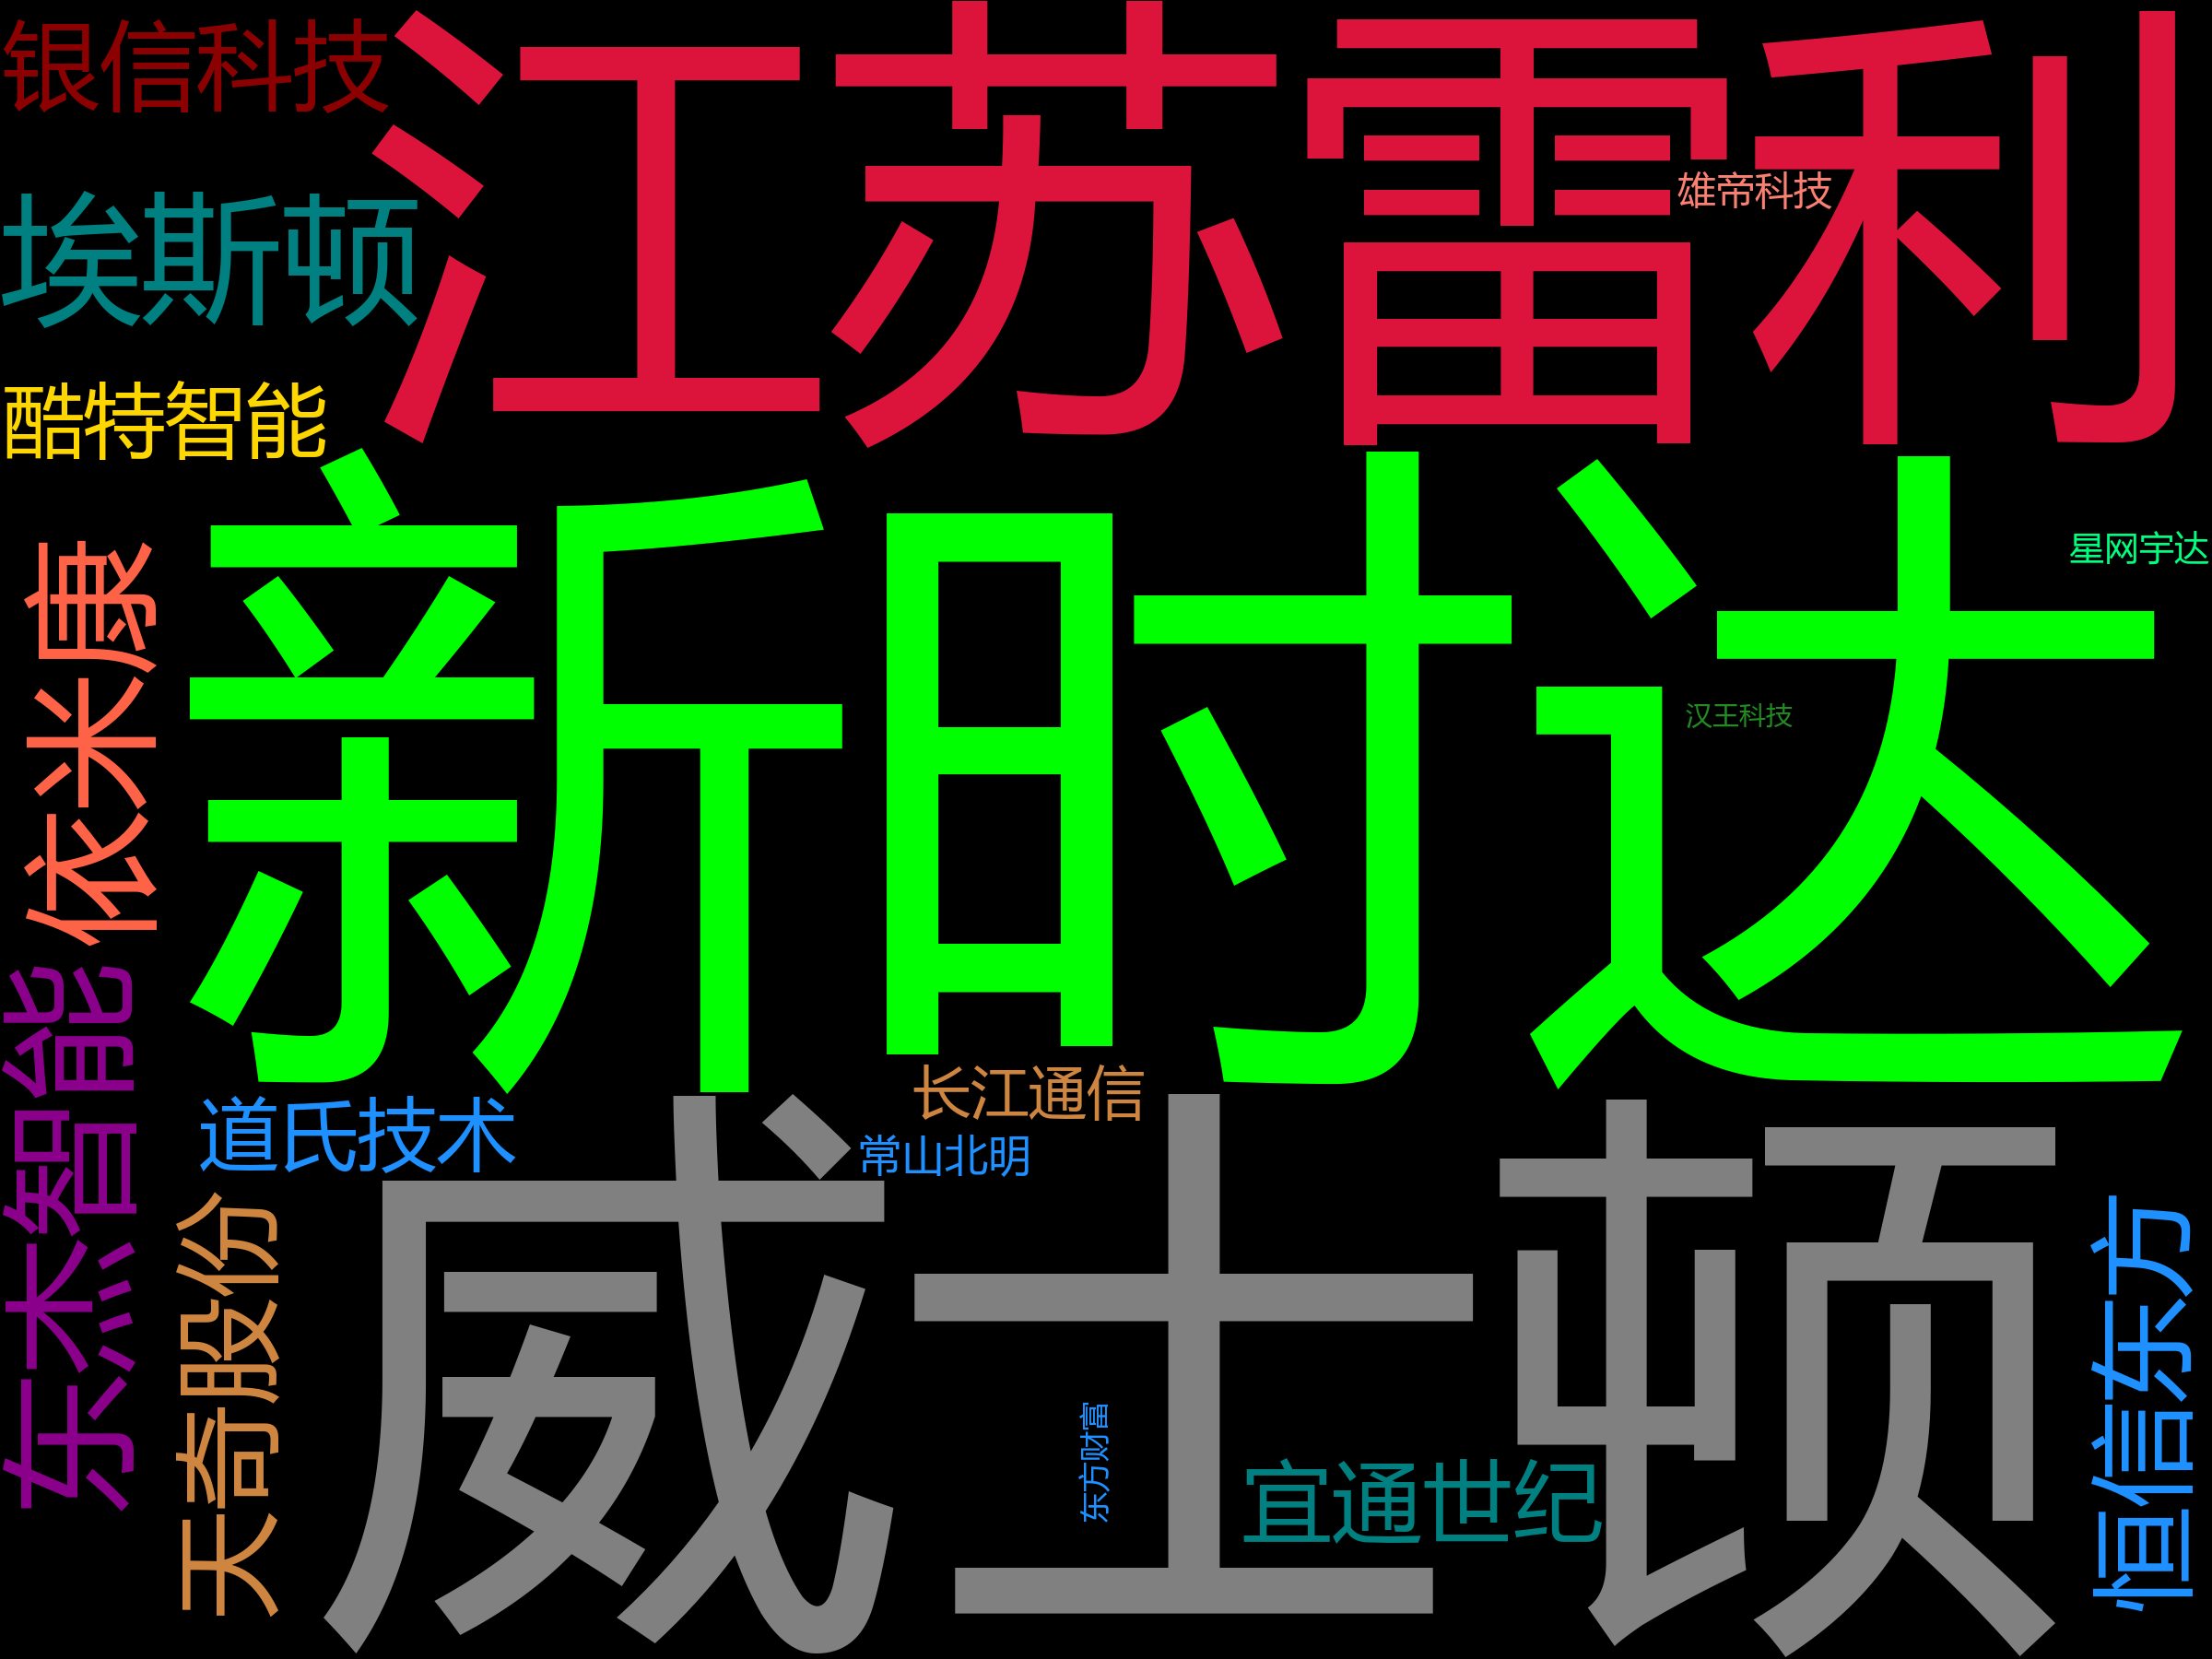 银信科技
江苏雷利
雄帝科技
埃斯顿
酷特智能
新时达
星网宇达
汉王科技
依米康
东杰智能
长江通信
道氏技术
常山北明
威士顿
天奇股份
东方财富
宜通世纪
恒信东方